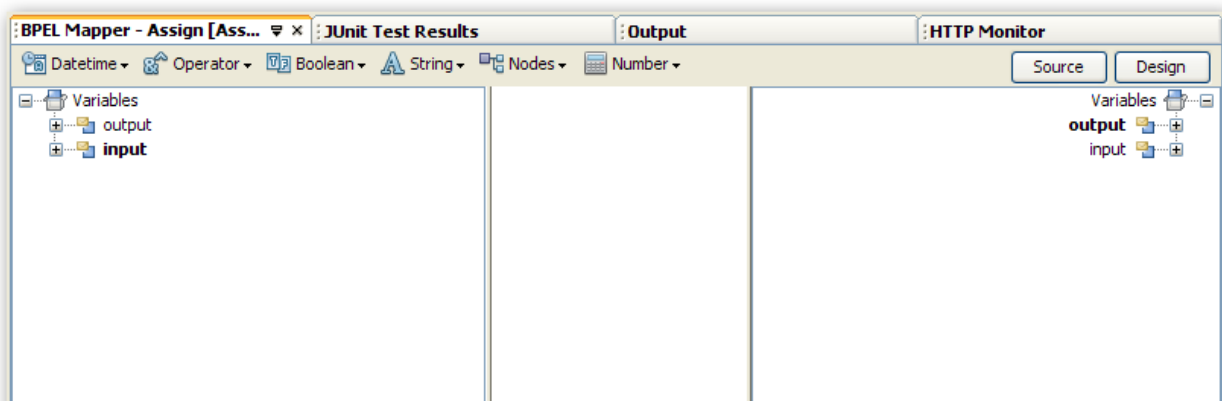 BPEL Mapper - Assign [Ass... JUnit Test Results Output HTTP Monitor
Datetime Operator Boolean String Nodes Number Source Design
Variables Variables
output output
input input